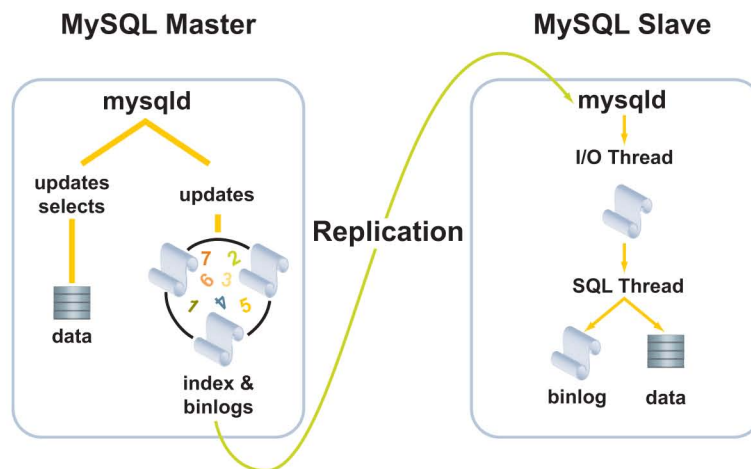 MySQL Master
MySQL Slave
mysqld
updates
selects
data
updates
7 2
6 3
1 4 5
index &
binlogs
Replication
mysqld
I/O Thread
SQL Thread
binlog
data